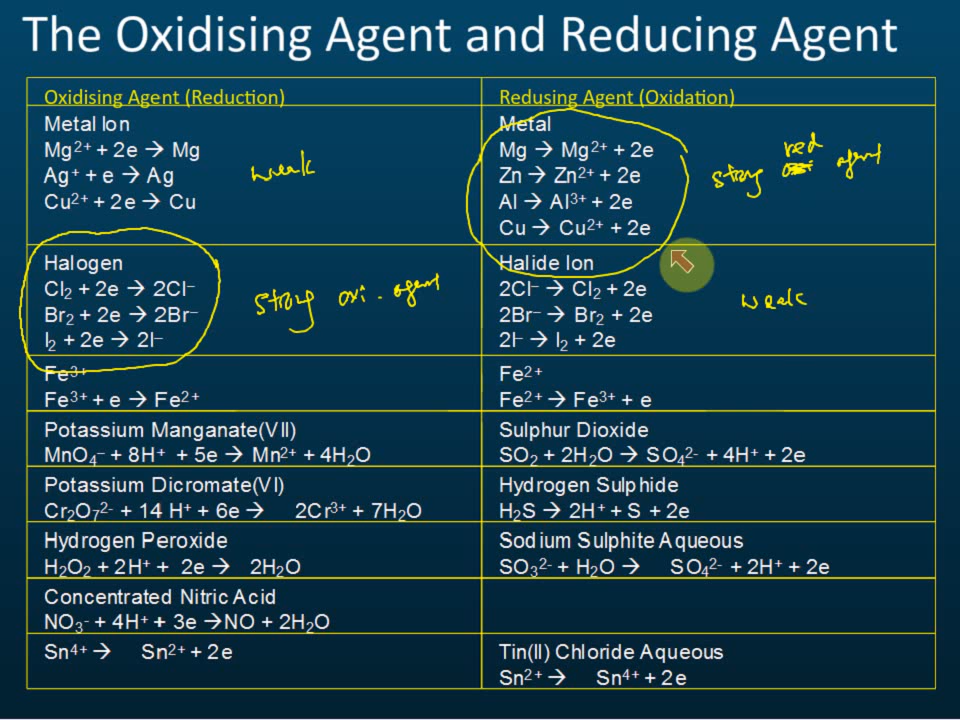 The Oxidising Agent and Reducing Agent
Oxidising Agent (Reduction)
Redusing Agent (Oxidation)
Metal Ion
Mg²⁺ + 2e → Mg
Ag⁺ + e → Ag
Cu²⁺ + 2e → Cu
weak
Metal
Mg → Mg²⁺ + 2e
Zn → Zn²⁺ + 2e
Al → Al³⁺ + 2e
Cu → Cu²⁺ + 2e
strong red agent
Halogen
Cl₂ + 2e → 2Cl⁻
Br₂ + 2e → 2Br⁻
I₂ + 2e → 2I⁻
strong oxi. agent
Halide Ion
2Cl⁻ → Cl₂ + 2e
2Br⁻ → Br₂ + 2e
2I⁻ → I₂ + 2e
weak
Fe³⁺
Fe³⁺ + e → Fe²⁺
Fe²⁺
Fe²⁺ → Fe³⁺ + e
Potassium Manganate(VII)
MnO₄⁻ + 8H⁺ + 5e → Mn²⁺ + 4H₂O
Sulphur Dioxide
SO₂ + 2H₂O → SO₄²⁻ + 4H⁺ + 2e
Potassium Dicromate(VI)
Cr₂O₇²⁻ + 14 H⁺ + 6e → 2Cr³⁺ + 7H₂O
Hydrogen Sulphide
H₂S → 2H⁺ + S + 2e
Hydrogen Peroxide
H₂O₂ + 2H⁺ + 2e → 2H₂O
Sodium Sulphite Aqueous
SO₃²⁻ + H₂O → SO₄²⁻ + 2H⁺ + 2e
Concentrated Nitric Acid
NO₃⁻ + 4H⁺ + 3e →NO + 2H₂O
Sn⁴⁺ → Sn²⁺ + 2e
Tin(II) Chloride Aqueous
Sn²⁺ → Sn⁴⁺ + 2e